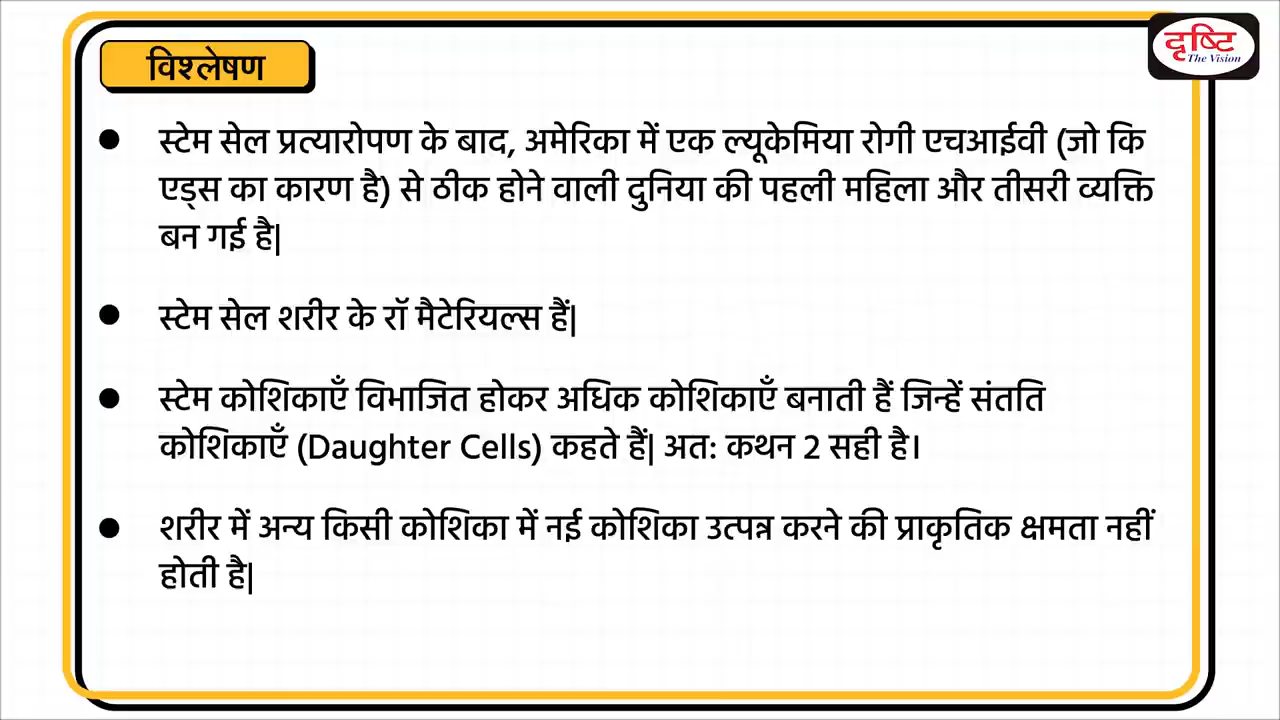 विश्लेषण
दृष्टि
The Vision
● स्टेम सेल प्रत्यारोपण के बाद, अमेरिका में एक ल्यूकेमिया रोगी एचआईवी (जो कि
एड्स का कारण है) से ठीक होने वाली दुनिया की पहली महिला और तीसरी व्यक्ति
बन गई है|
● स्टेम सेल शरीर के रॉ मैटेरियल्स हैं|
● स्टेम कोशिकाएँ विभाजित होकर अधिक कोशिकाएँ बनाती हैं जिन्हें संतति
कोशिकाएँ (Daughter Cells) कहते हैं| अत: कथन 2 सही है।
● शरीर में अन्य किसी कोशिका में नई कोशिका उत्पन्न करने की प्राकृतिक क्षमता नहीं
होती है|